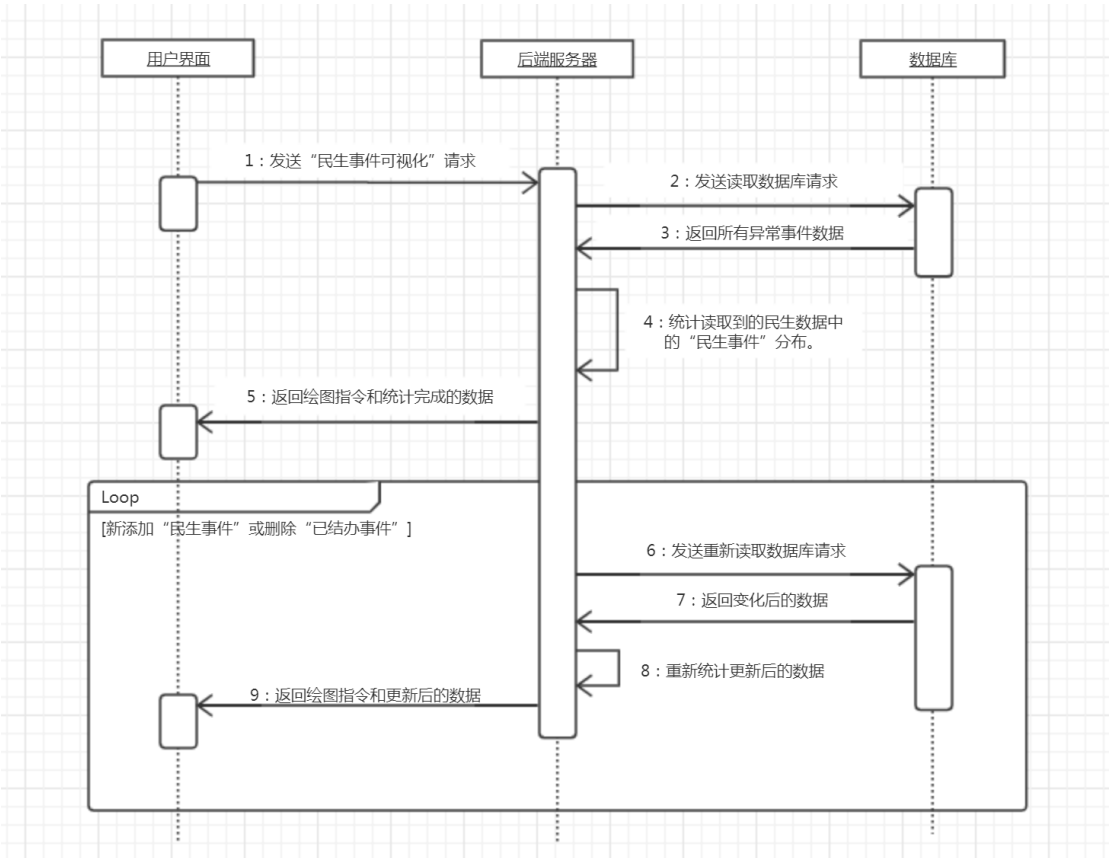 用户界面
后端服务器
数据库
1：发送“民生事件可视化”请求
2：发送读取数据库请求
3：返回所有异常事件数据
4：统计读取到的民生数据中
的“民生事件”分布。
5：返回绘图指令和统计完成的数据
Loop
[新添加“民生事件”或删除“已结办事件”]
6：发送重新读取数据库请求
7：返回变化后的数据
8：重新统计更新后的数据
9：返回绘图指令和更新后的数据